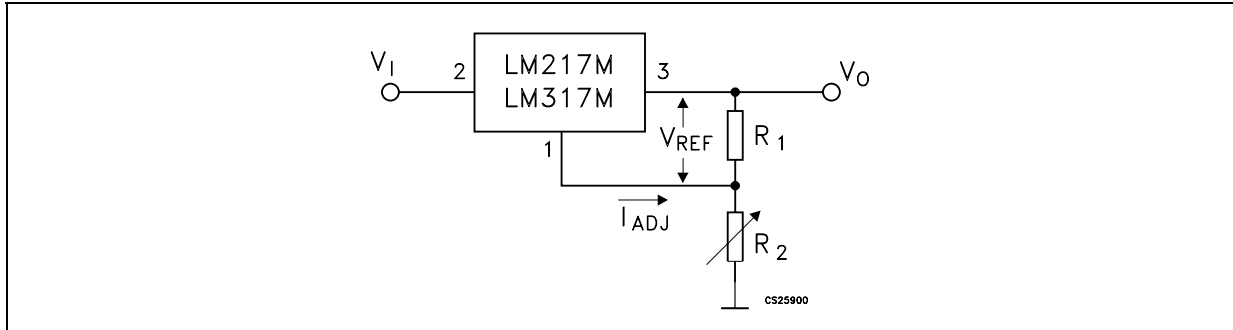 V_I
2
LM217M
LM317M
3
V_O
1
V_REF
R_1
I_ADJ
R_2
CS25900